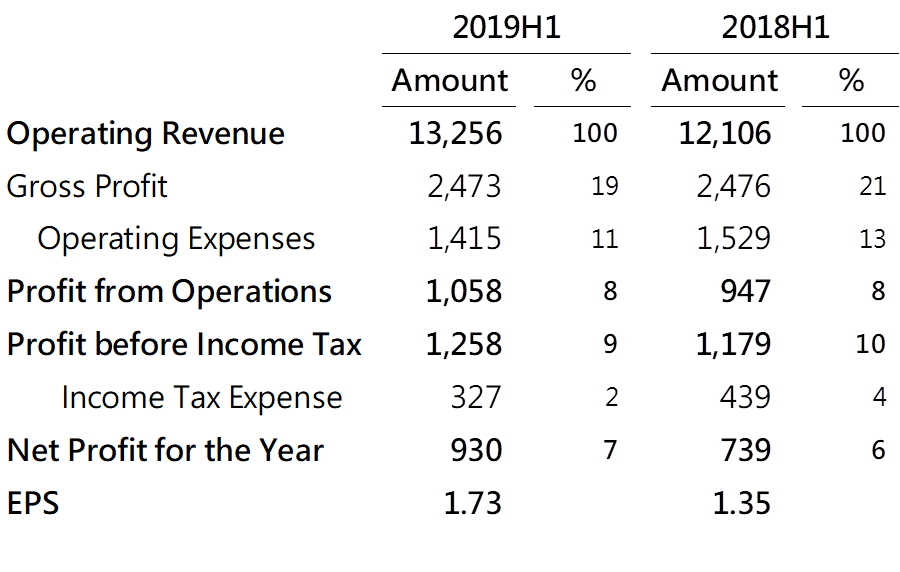 2019H1 2018H1
Amount % Amount %
Operating Revenue 13,256 100 12,106 100
Gross Profit 2,473 19 2,476 21
Operating Expenses 1,415 11 1,529 13
Profit from Operations 1,058 8 947 8
Profit before Income Tax 1,258 9 1,179 10
Income Tax Expense 327 2 439 4
Net Profit for the Year 930 7 739 6
EPS 1.73 1.35